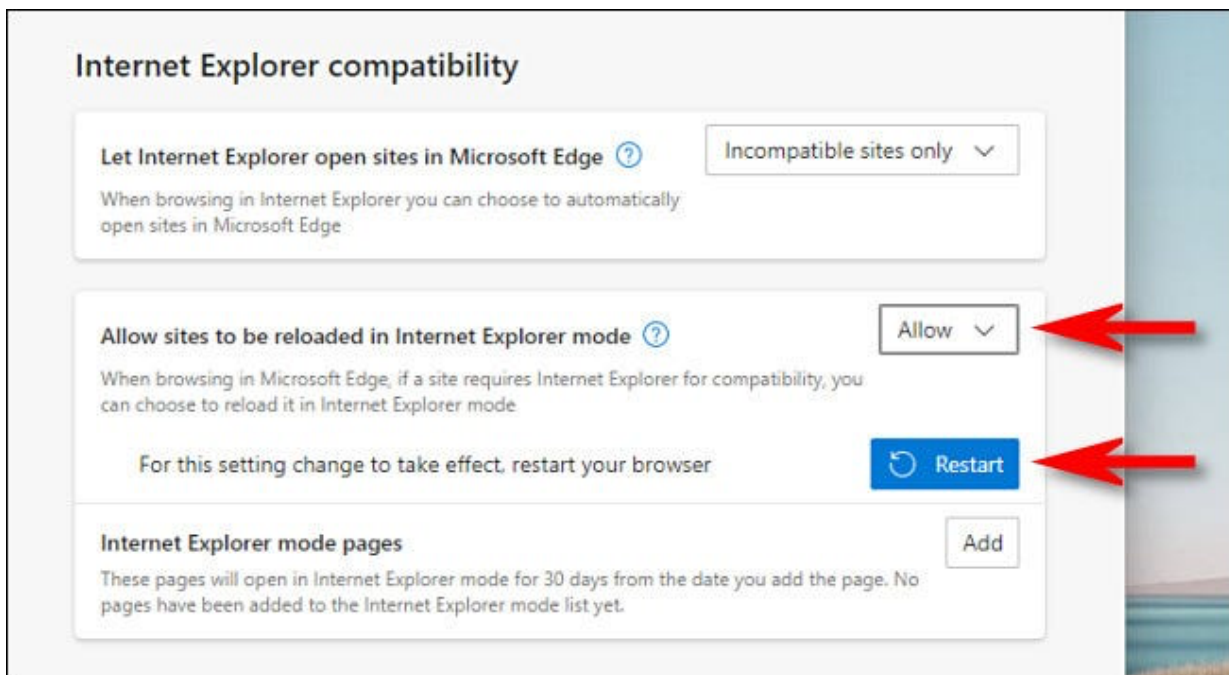 Internet Explorer compatibility
Let Internet Explorer open sites in Microsoft Edge
Incompatible sites only
When browsing in Internet Explorer you can choose to automatically
open sites in Microsoft Edge
Allow sites to be reloaded in Internet Explorer mode
Allow
When browsing in Microsoft Edge, if a site requires Internet Explorer for compatibility, you
can choose to reload it in Internet Explorer mode
For this setting change to take effect, restart your browser
Restart
Internet Explorer mode pages
Add
These pages will open in Internet Explorer mode for 30 days from the date you add the page. No
pages have been added to the Internet Explorer mode list yet.